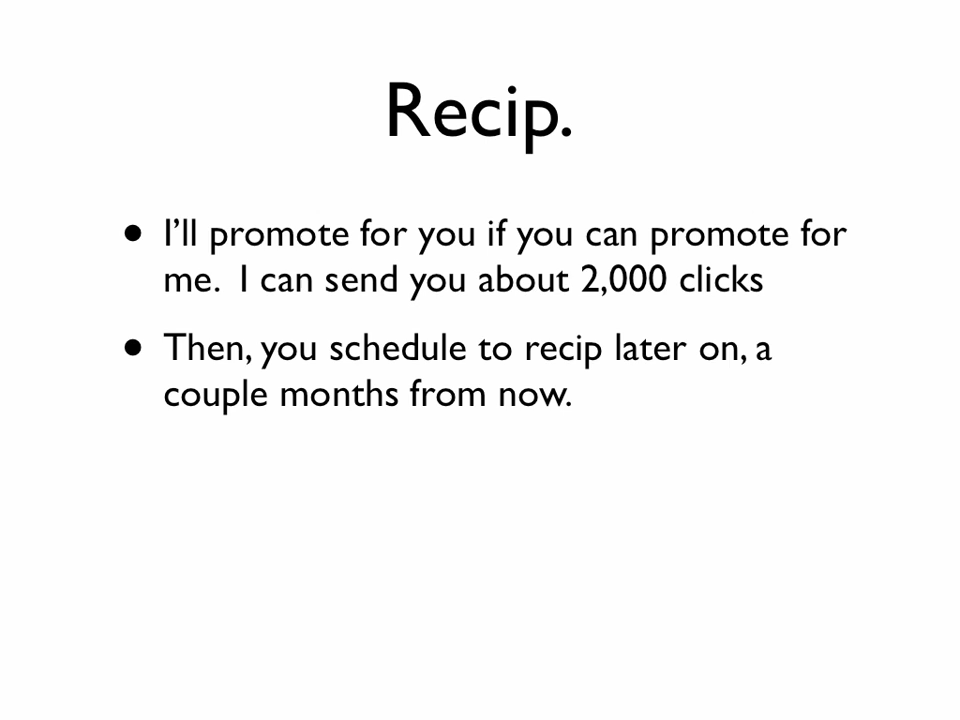 Recip.
• I’ll promote for you if you can promote for
me.  I can send you about 2,000 clicks
• Then, you schedule to recip later on, a
couple months from now.